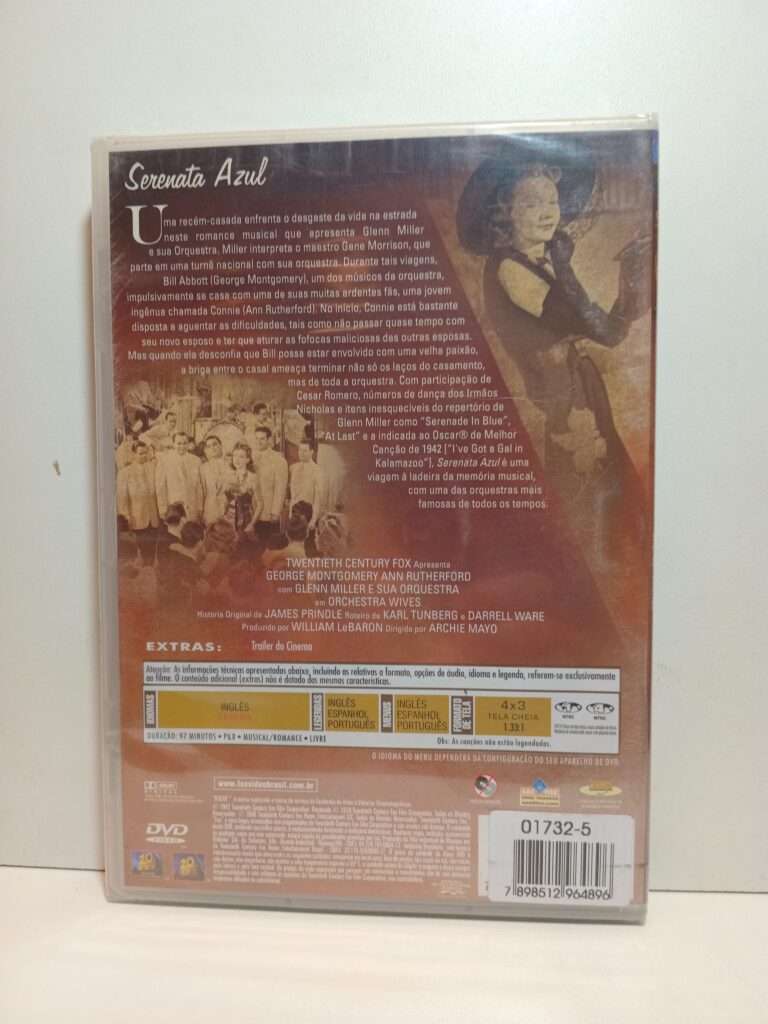 Serenata Azul
Uma recém-casada enfrenta o desgaste da vida na estrada
neste romance musical que apresenta Glenn Miller
e sua Orquestra. Miller interpreta o maestro Gene Morrison, que
parte em uma turnê nacional com sua orquestra. Durante tais viagens,
Bill Abbott (George Montgomery), um dos músicos da orquestra,
impulsivamente se casa com uma de suas muitas ardentes fãs, uma jovem
ingênua chamada Connie (Ann Rutherford). No início, Connie está bastante
disposta a aguentar as dificuldades, tais como não passar quase tempo com
seu novo esposo e ter que aturar as fofocas maliciosas das outras esposas.
Mas quando ela desconfia que Bill possa estar envolvido com uma velha paixão,
a briga entre o casal ameaça terminar não só os laços do casamento,
mas de toda a orquestra. Com participação de
Cesar Romero, números de dança dos Irmãos
Nicholas e itens inesquecíveis do repertório de
Glenn Miller como "Serenade In Blue",
"At Last" e a indicada ao Oscar® de Melhor
Canção de 1942 ["I've Got a Gal in
Kalamazoo"], Serenata Azul é uma
viagem à ladeira da memória musical,
com uma das orquestras mais
famosas de todos os tempos.
TWENTIETH CENTURY FOX Apresenta
GEORGE MONTGOMERY ANN RUTHERFORD
com GLENN MILLER E SUA ORQUESTRA
em ORCHESTRA WIVES
Historia Original de JAMES PRINDLE Roteiro de KARL TUNBERG e DARRELL WARE
Produzido por WILLIAM LeBARON Dirigido por ARCHIE MAYO
EXTRAS: Trailer do Cinema
Atenção: As informações técnicas apresentadas abaixo, incluindo as relativas a formato, opções de áudio, idioma e legenda, referem-se exclusivamente
ao filme. O conteúdo adicional (extras) não é dotado das mesmas características.
IDIOMAS
INGLÊS
LEGENDAS
INGLÊS
ESPANHOL
PORTUGUÊS
MENUS
INGLÊS
ESPANHOL
PORTUGUÊS
FORMATO DE TELA
4 x 3
TELA CHEIA
1.33:1
NTSC
NTSC
DURAÇÃO: 97 MINUTOS • P&B • MUSICAL/ROMANCE • LIVRE
Obs: As canções não estão legendadas.
O IDIOMA DO MENU DEPENDERÁ DA CONFIGURAÇÃO DO SEU APARELHO DE DVD.
DOLBY
DIGITAL
www.foxvideobrasil.com.br
DVD
VIDEO
01732-5
7 898512 964896